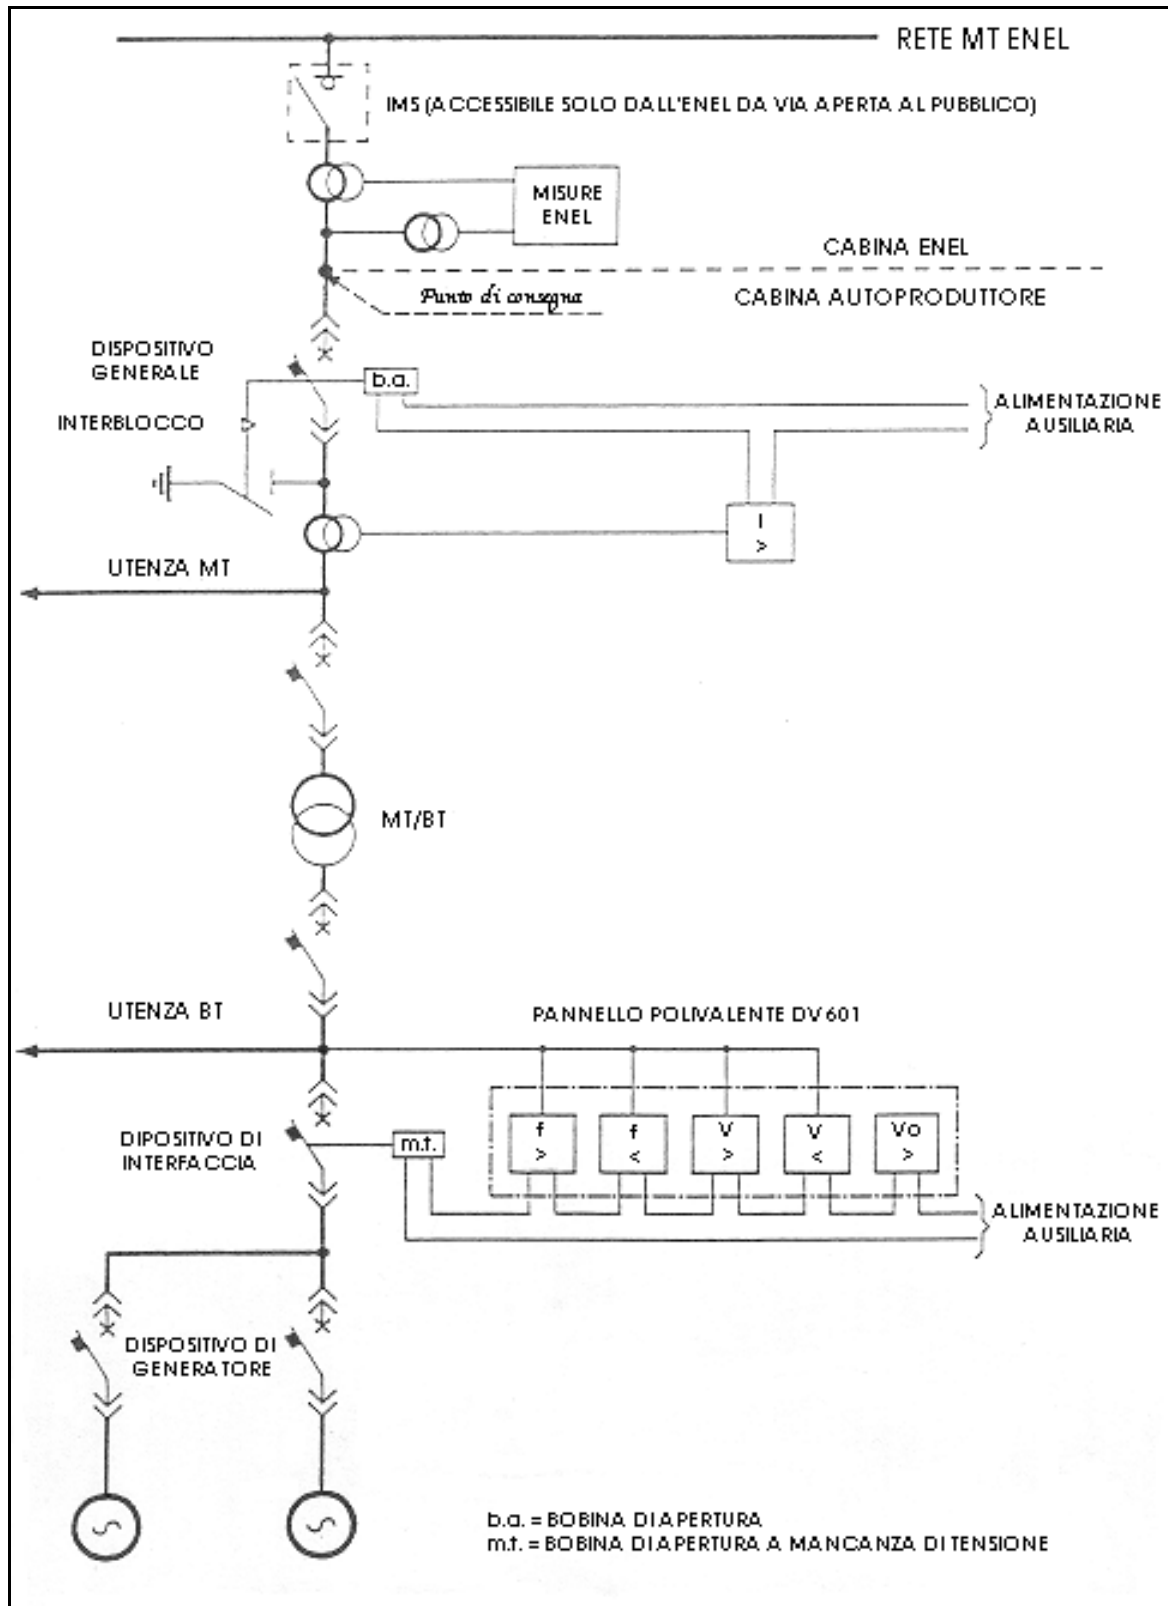 RETE MT ENEL
IMS (ACCESSIBILE SOLO DALL'ENEL DA VIA APERTA AL PUBBLICO)
MISURE
ENEL
CABINA ENEL
Punto di consegna
CABINA AUTOPRODUTTORE
DISPOSITIVO
GENERALE
b.a.
INTERBLOCCO
ALIMENTAZIONE
AUSILIARIA
I
>
UTENZA MT
MT/BT
UTENZA BT
PANNELLO POLIVALENTE DV601
DIPOSITIVO DI
INTERFACCIA
m.t.
f
>
f
<
V
>
V
<
Vo
>
ALIMENTAZIONE
AUSILIARIA
DISPOSITIVO DI
GENERATORE
b.a. = BOBINA DI APERTURA
m.t. = BOBINA DI APERTURA A MANCANZA DI TENSIONE